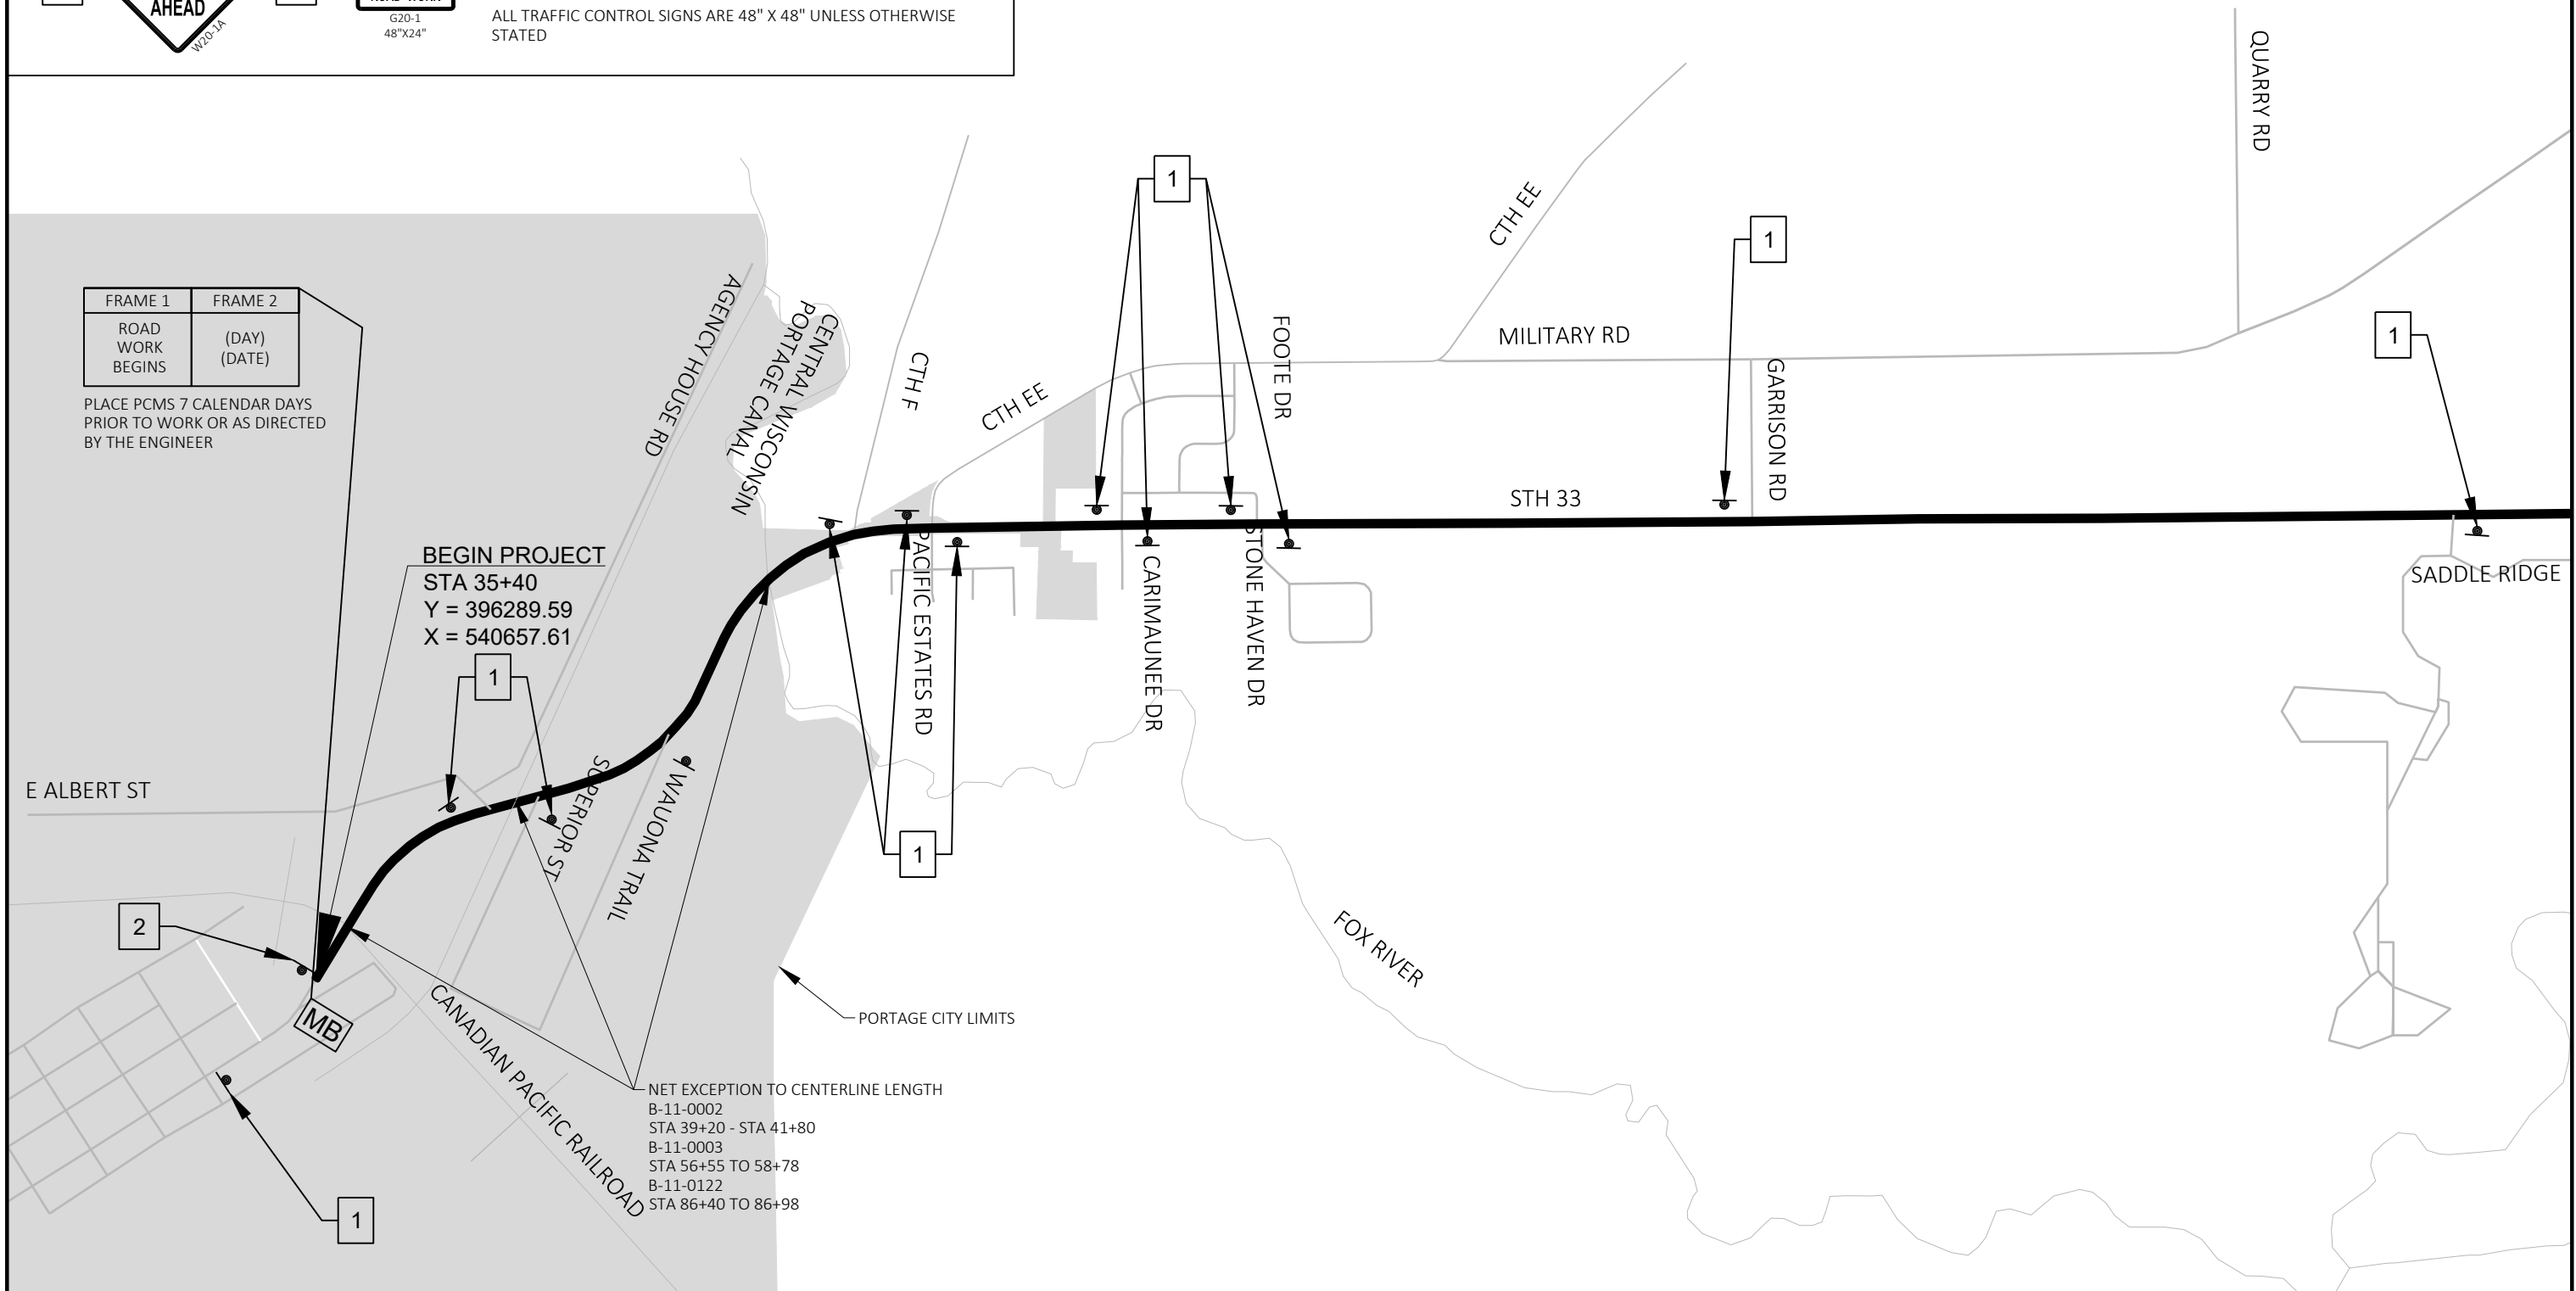 AHEAD
W20-1A
G20-1
48"X24"
ALL TRAFFIC CONTROL SIGNS ARE 48" X 48" UNLESS OTHERWISE
STATED
QUARRY RD
1
CTH EE
1
FRAME 1
FRAME 2
ROAD
WORK
BEGINS
(DAY)
(DATE)
PLACE PCMS 7 CALENDAR DAYS
PRIOR TO WORK OR AS DIRECTED
BY THE ENGINEER
AGENCY HOUSE RD
CENTRAL WISCONSIN
PORTAGE CANAL
CTH F
CTH EE
FOOTE DR
MILITARY RD
GARRISON RD
1
STH 33
BEGIN PROJECT
STA 35+40
Y = 396289.59
X = 540657.61
1
PACIFIC ESTATES RD
CARIMAUNEE DR
STONE HAVEN DR
SADDLE RIDGE
E ALBERT ST
SUPERIOR ST
WAUONA TRAIL
1
2
MB
FOX RIVER
CANADIAN PACIFIC RAILROAD
PORTAGE CITY LIMITS
NET EXCEPTION TO CENTERLINE LENGTH
B-11-0002
STA 39+20 - STA 41+80
B-11-0003
STA 56+55 TO 58+78
B-11-0122
STA 86+40 TO 86+98
1